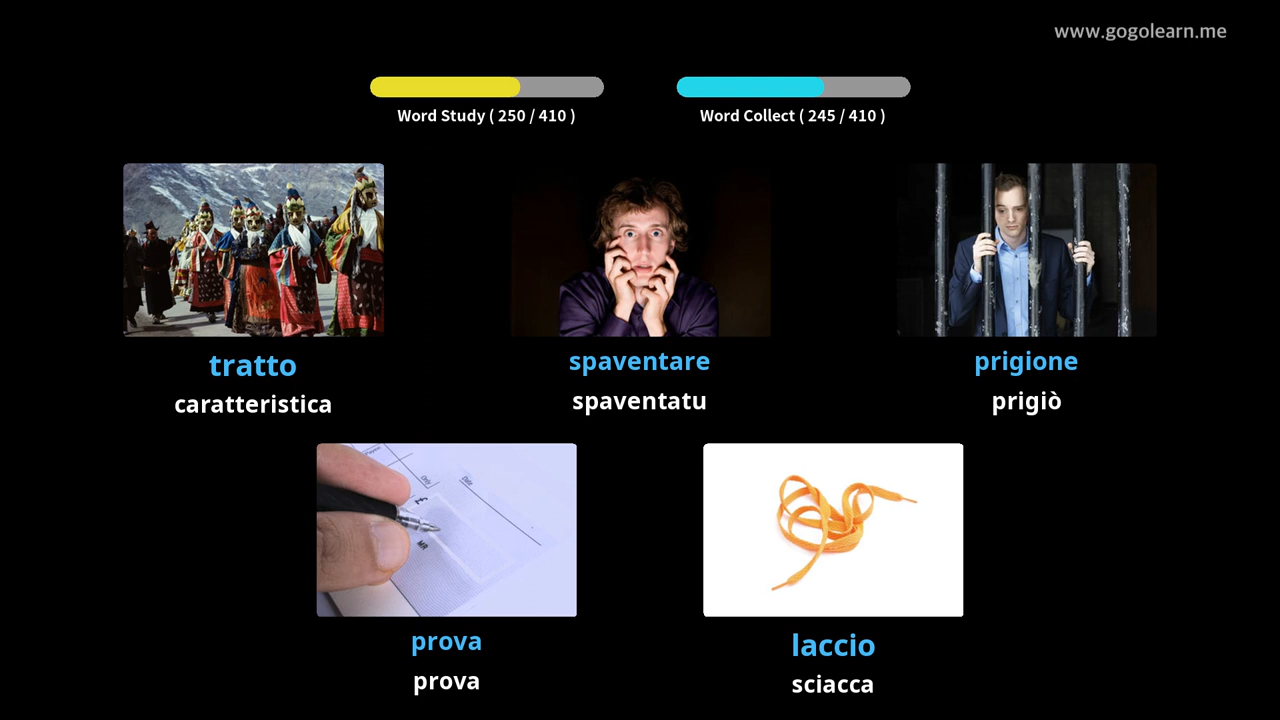 www.gogolearn.me
Word Study ( 250 / 410 )
Word Collect ( 245 / 410 )
tratto
caratteristica
spaventare
spaventatu
prigione
prigiò
prova
prova
laccio
sciacca